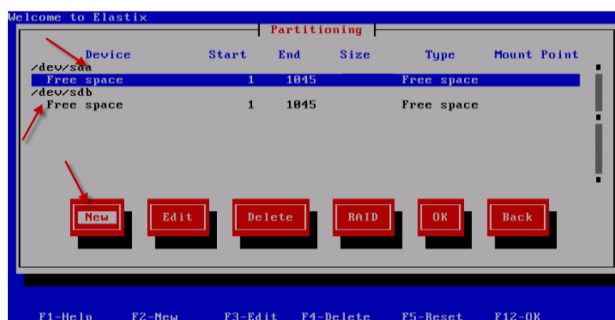 Welcome to Elastix
Partitioning
Device Start End Size Type Mount Point
/dev/sda
Free space 1 1045 Free space
/dev/sdb
Free space 1 1045 Free space
New Edit Delete RAID OK Back
F1-Help F2-New F3-Edit F4-Delete F5-Reset F12-OK